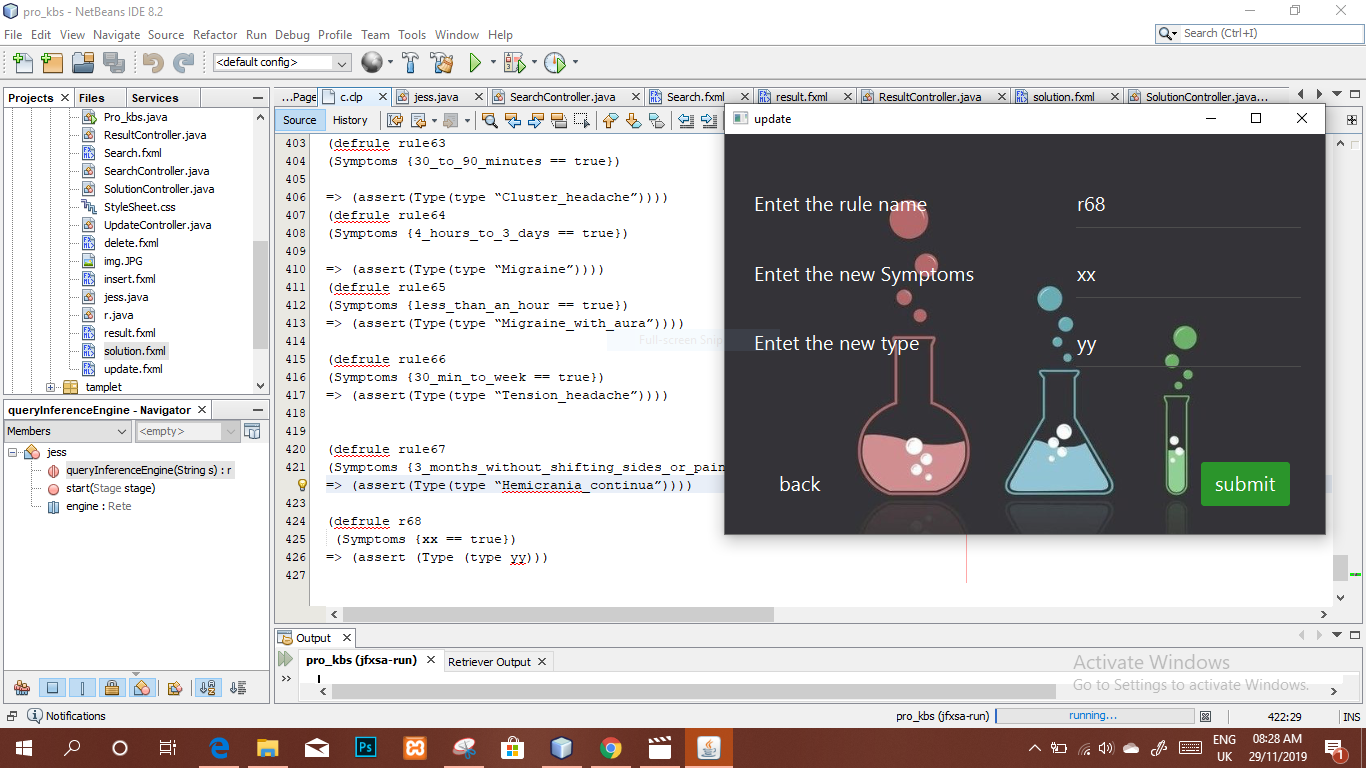 pro_kbs - NetBeans IDE 8.2
File Edit View Navigate Source Refactor Run Debug Profile Team Tools Window Help
Search (Ctrl+I)
<default config>
Projects Files Services
Pro_kbs.java
ResultController.java
Search.fxml
SearchController.java
SolutionController.java
StyleSheet.css
UpdateController.java
delete.fxml
img.JPG
insert.fxml
jess.java
r.java
result.fxml
solution.fxml
update.fxml
tamplet
queryInferenceEngine - Navigator
Members <empty>
jess
queryInferenceEngine(String s) : r
start(Stage stage)
engine : Rete
...Page c.clp jess.java SearchController.java Search.fxml result.fxml ResultController.java solution.fxml SolutionController.java...
Source History
403 (defrule rule63
404 (Symptoms {30_to_90_minutes == true})
405
406 => (assert(Type(type “Cluster_headache”))))
407 (defrule rule64
408 (Symptoms {4_hours_to_3_days == true})
409
410 => (assert(Type(type “Migraine”))))
411 (defrule rule65
412 (Symptoms {less_than_an_hour == true})
413 => (assert(Type(type “Migraine_with_aura”))))
414
Full-screen Snip
415 (defrule rule66
416 (Symptoms {30_min_to_week == true})
417 => (assert(Type(type “Tension_headache”))))
418
419
420 (defrule rule67
421 (Symptoms {3_months_without_shifting_sides_or_pain
=> (assert(Type(type “Hemicrania_continua”))))
423
424 (defrule r68
425 (Symptoms {xx == true})
426 => (assert (Type (type yy)))
427
update
Entet the rule name r68
Entet the new Symptoms xx
Entet the new type yy
back submit
Output
pro_kbs (jfxsa-run) Retriever Output
Activate Windows
Go to Settings to activate Windows.
Notifications
pro_kbs (jfxsa-run) running... 422:29 INS
ENG
UK
08:28 AM
29/11/2019
1